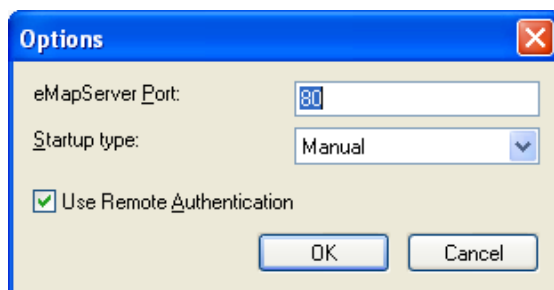 Options
eMapServer Port:
80
Startup type:
Manual
Use Remote Authentication
OK
Cancel